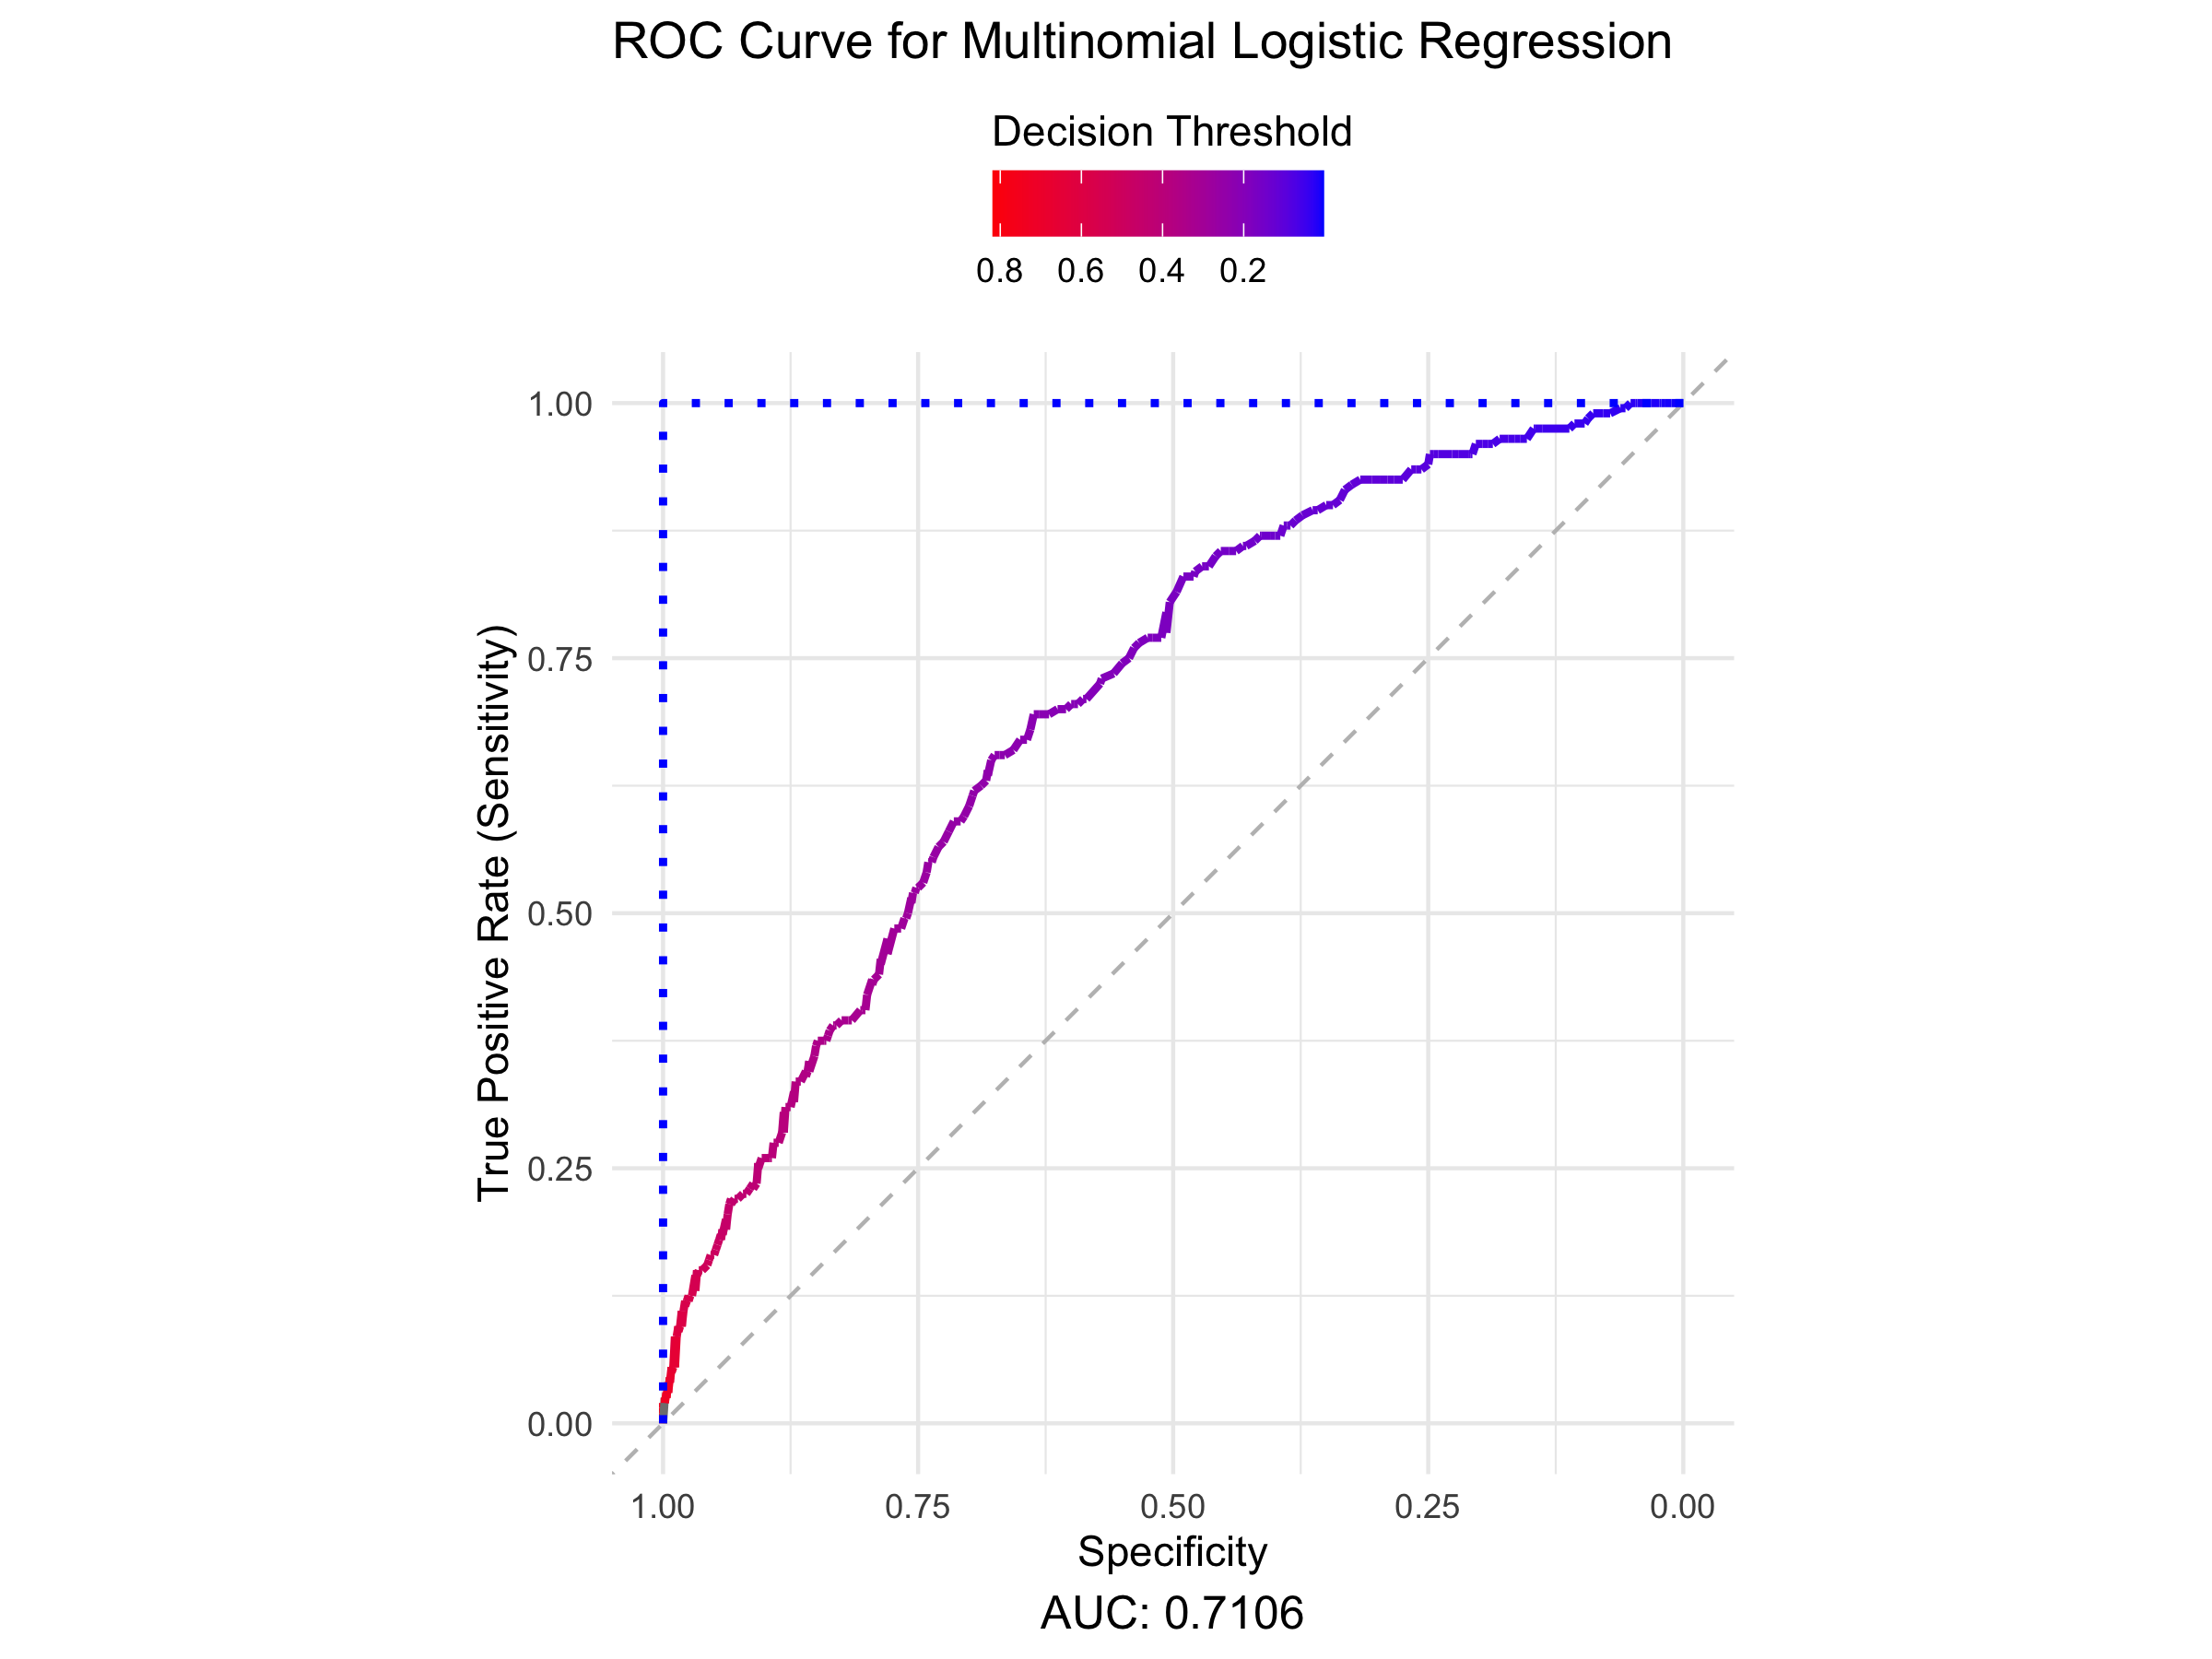 ROC Curve for Multinomial Logistic Regression
Decision Threshold
0.8 0.6 0.4 0.2
True Positive Rate (Sensitivity)
1.00
0.75
0.50
0.25
0.00
1.00 0.75 0.50 0.25 0.00
Specificity
AUC: 0.7106